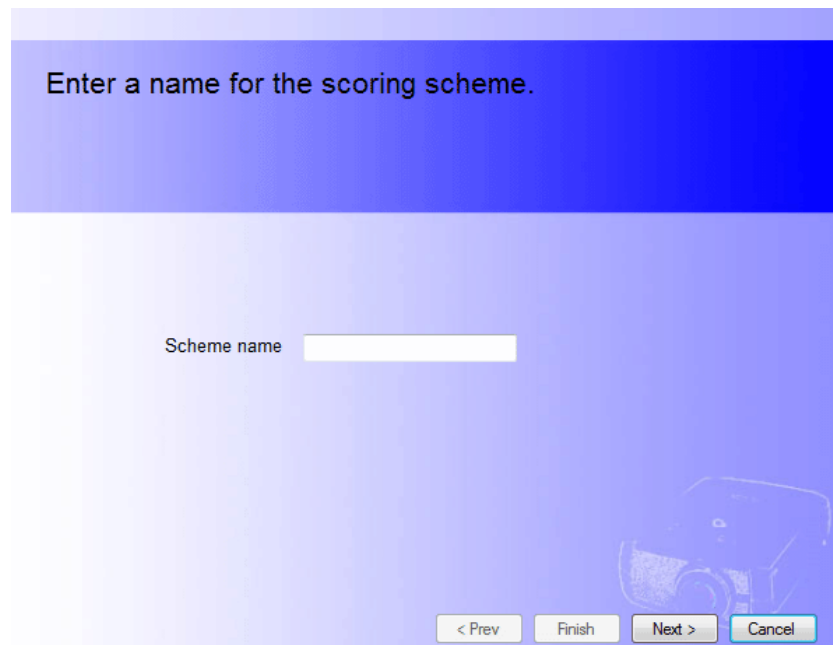 Enter a name for the scoring scheme.
Scheme name
< Prev
Finish
Next >
Cancel